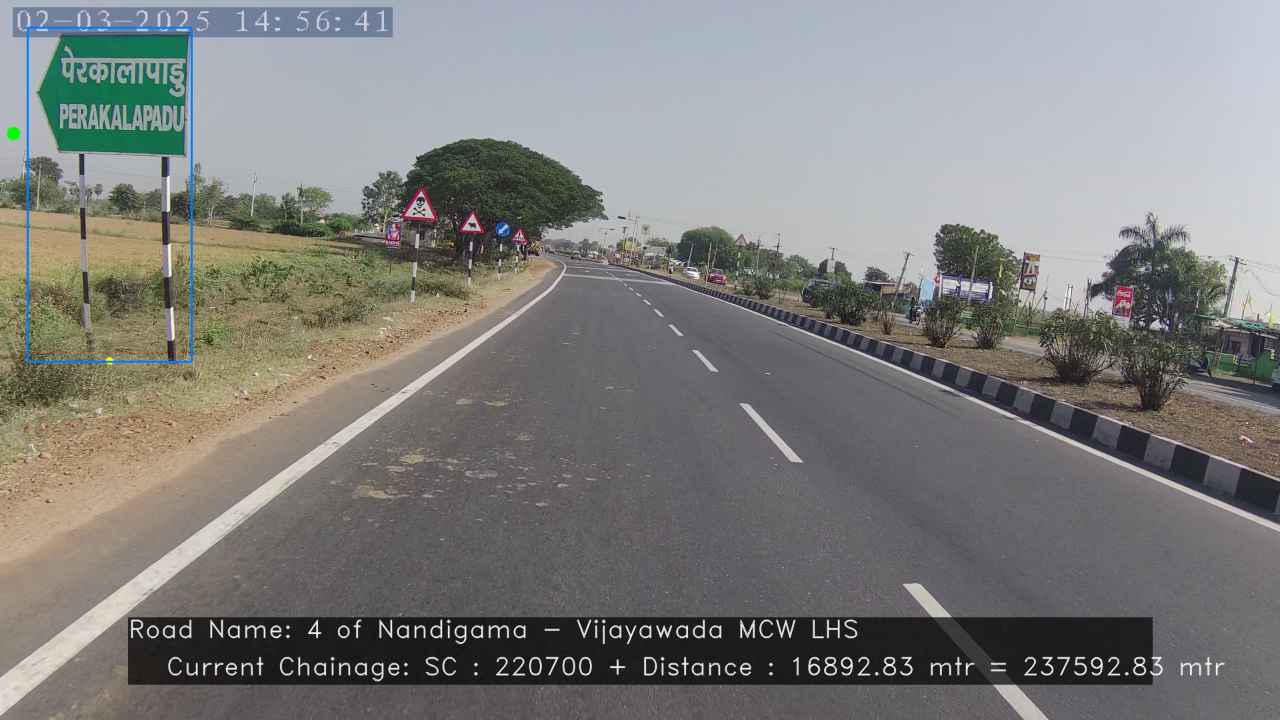 02-03-2025 14:56:41
पेरकालापाडु
PERAKALAPADU
Road Name: 4 of Nandigama - Vijayawada MCW LHS
Current Chainage: SC : 220700 + Distance : 16892.83 mtr = 237592.83 mtr